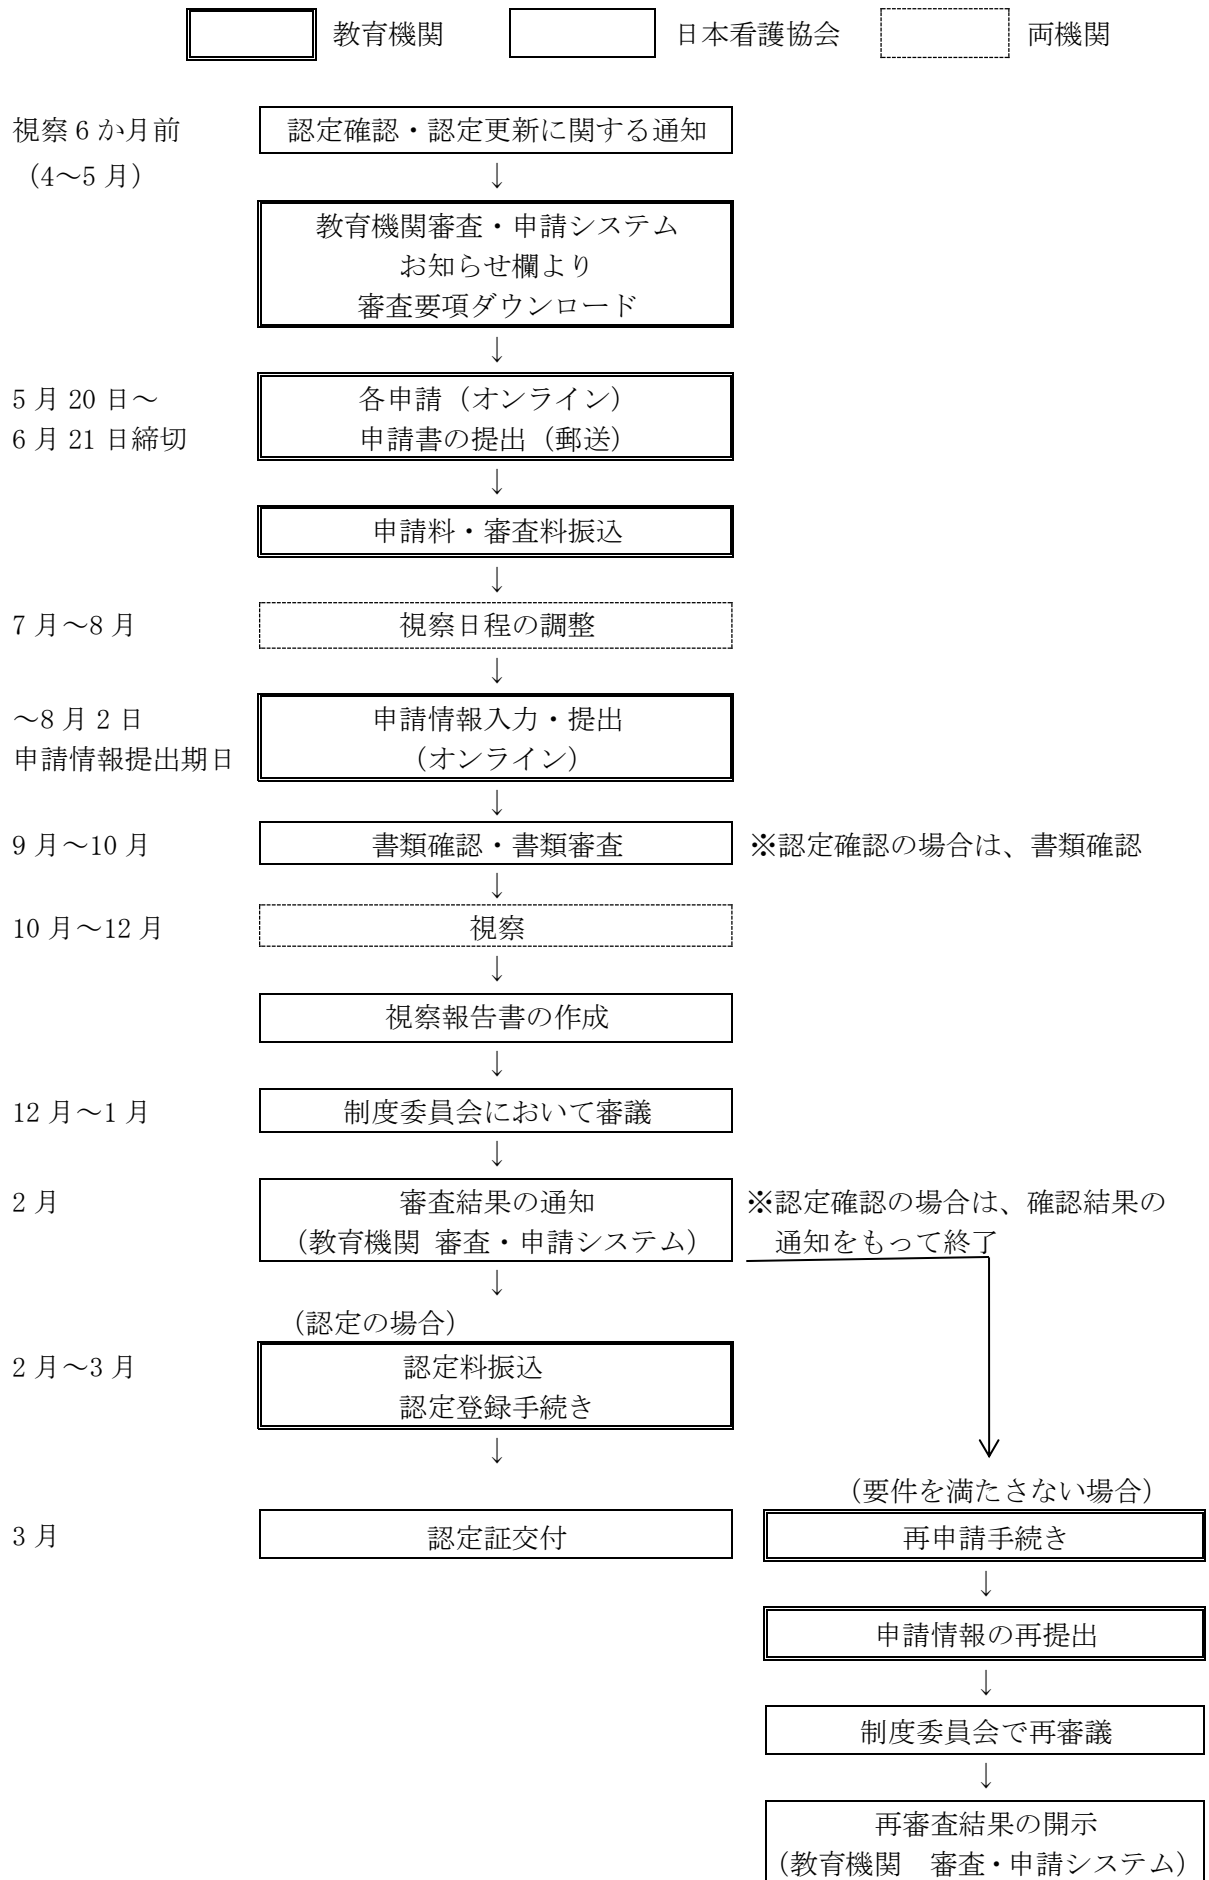 教育機関 日本看護協会 両機関
視察 6 か月前 認定確認・認定更新に関する通知
（4～5 月） ↓
教育機関審査・申請システム
お知らせ欄より
審査要項ダウンロード
↓
5 月 20 日～ 各申請（オンライン）
6 月 21 日締切 申請書の提出（郵送）
↓
申請料・審査料振込
↓
7 月～8 月 視察日程の調整
↓
～8 月 2 日 申請情報入力・提出
申請情報提出期日 （オンライン）
↓
9 月～10 月 書類確認・書類審査 ※認定確認の場合は、書類確認
↓
10 月～12 月 視察
↓
視察報告書の作成
↓
12 月～1 月 制度委員会において審議
↓
2 月 審査結果の通知 ※認定確認の場合は、確認結果の
（教育機関 審査・申請システム） 通知をもって終了
↓
（認定の場合）
2 月～3 月 認定料振込
認定登録手続き
↓
（要件を満たさない場合）
3 月 認定証交付 再申請手続き
↓
申請情報の再提出
↓
制度委員会で再審議
↓
再審査結果の開示
（教育機関　審査・申請システム）